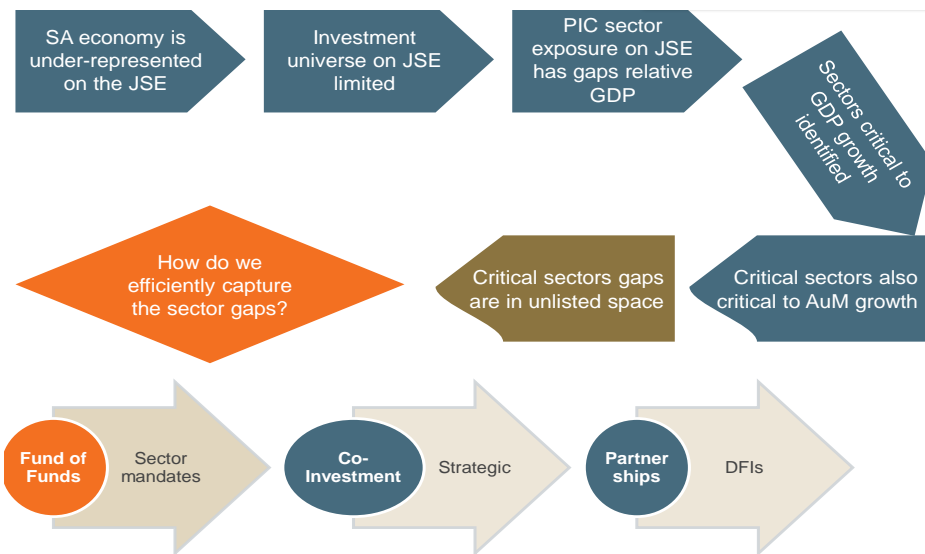 SA economy is
under-represented
on the JSE
Investment
universe on JSE
limited
PIC sector
exposure on JSE
has gaps relative
GDP
Sectors critical to
GDP growth
identified
Critical sectors also
critical to AuM growth
Critical sectors gaps
are in unlisted space
How do we
efficiently capture
the sector gaps?
Fund of
Funds
Sector
mandates
Co-
Investment
Strategic
Partner
ships
DFIs